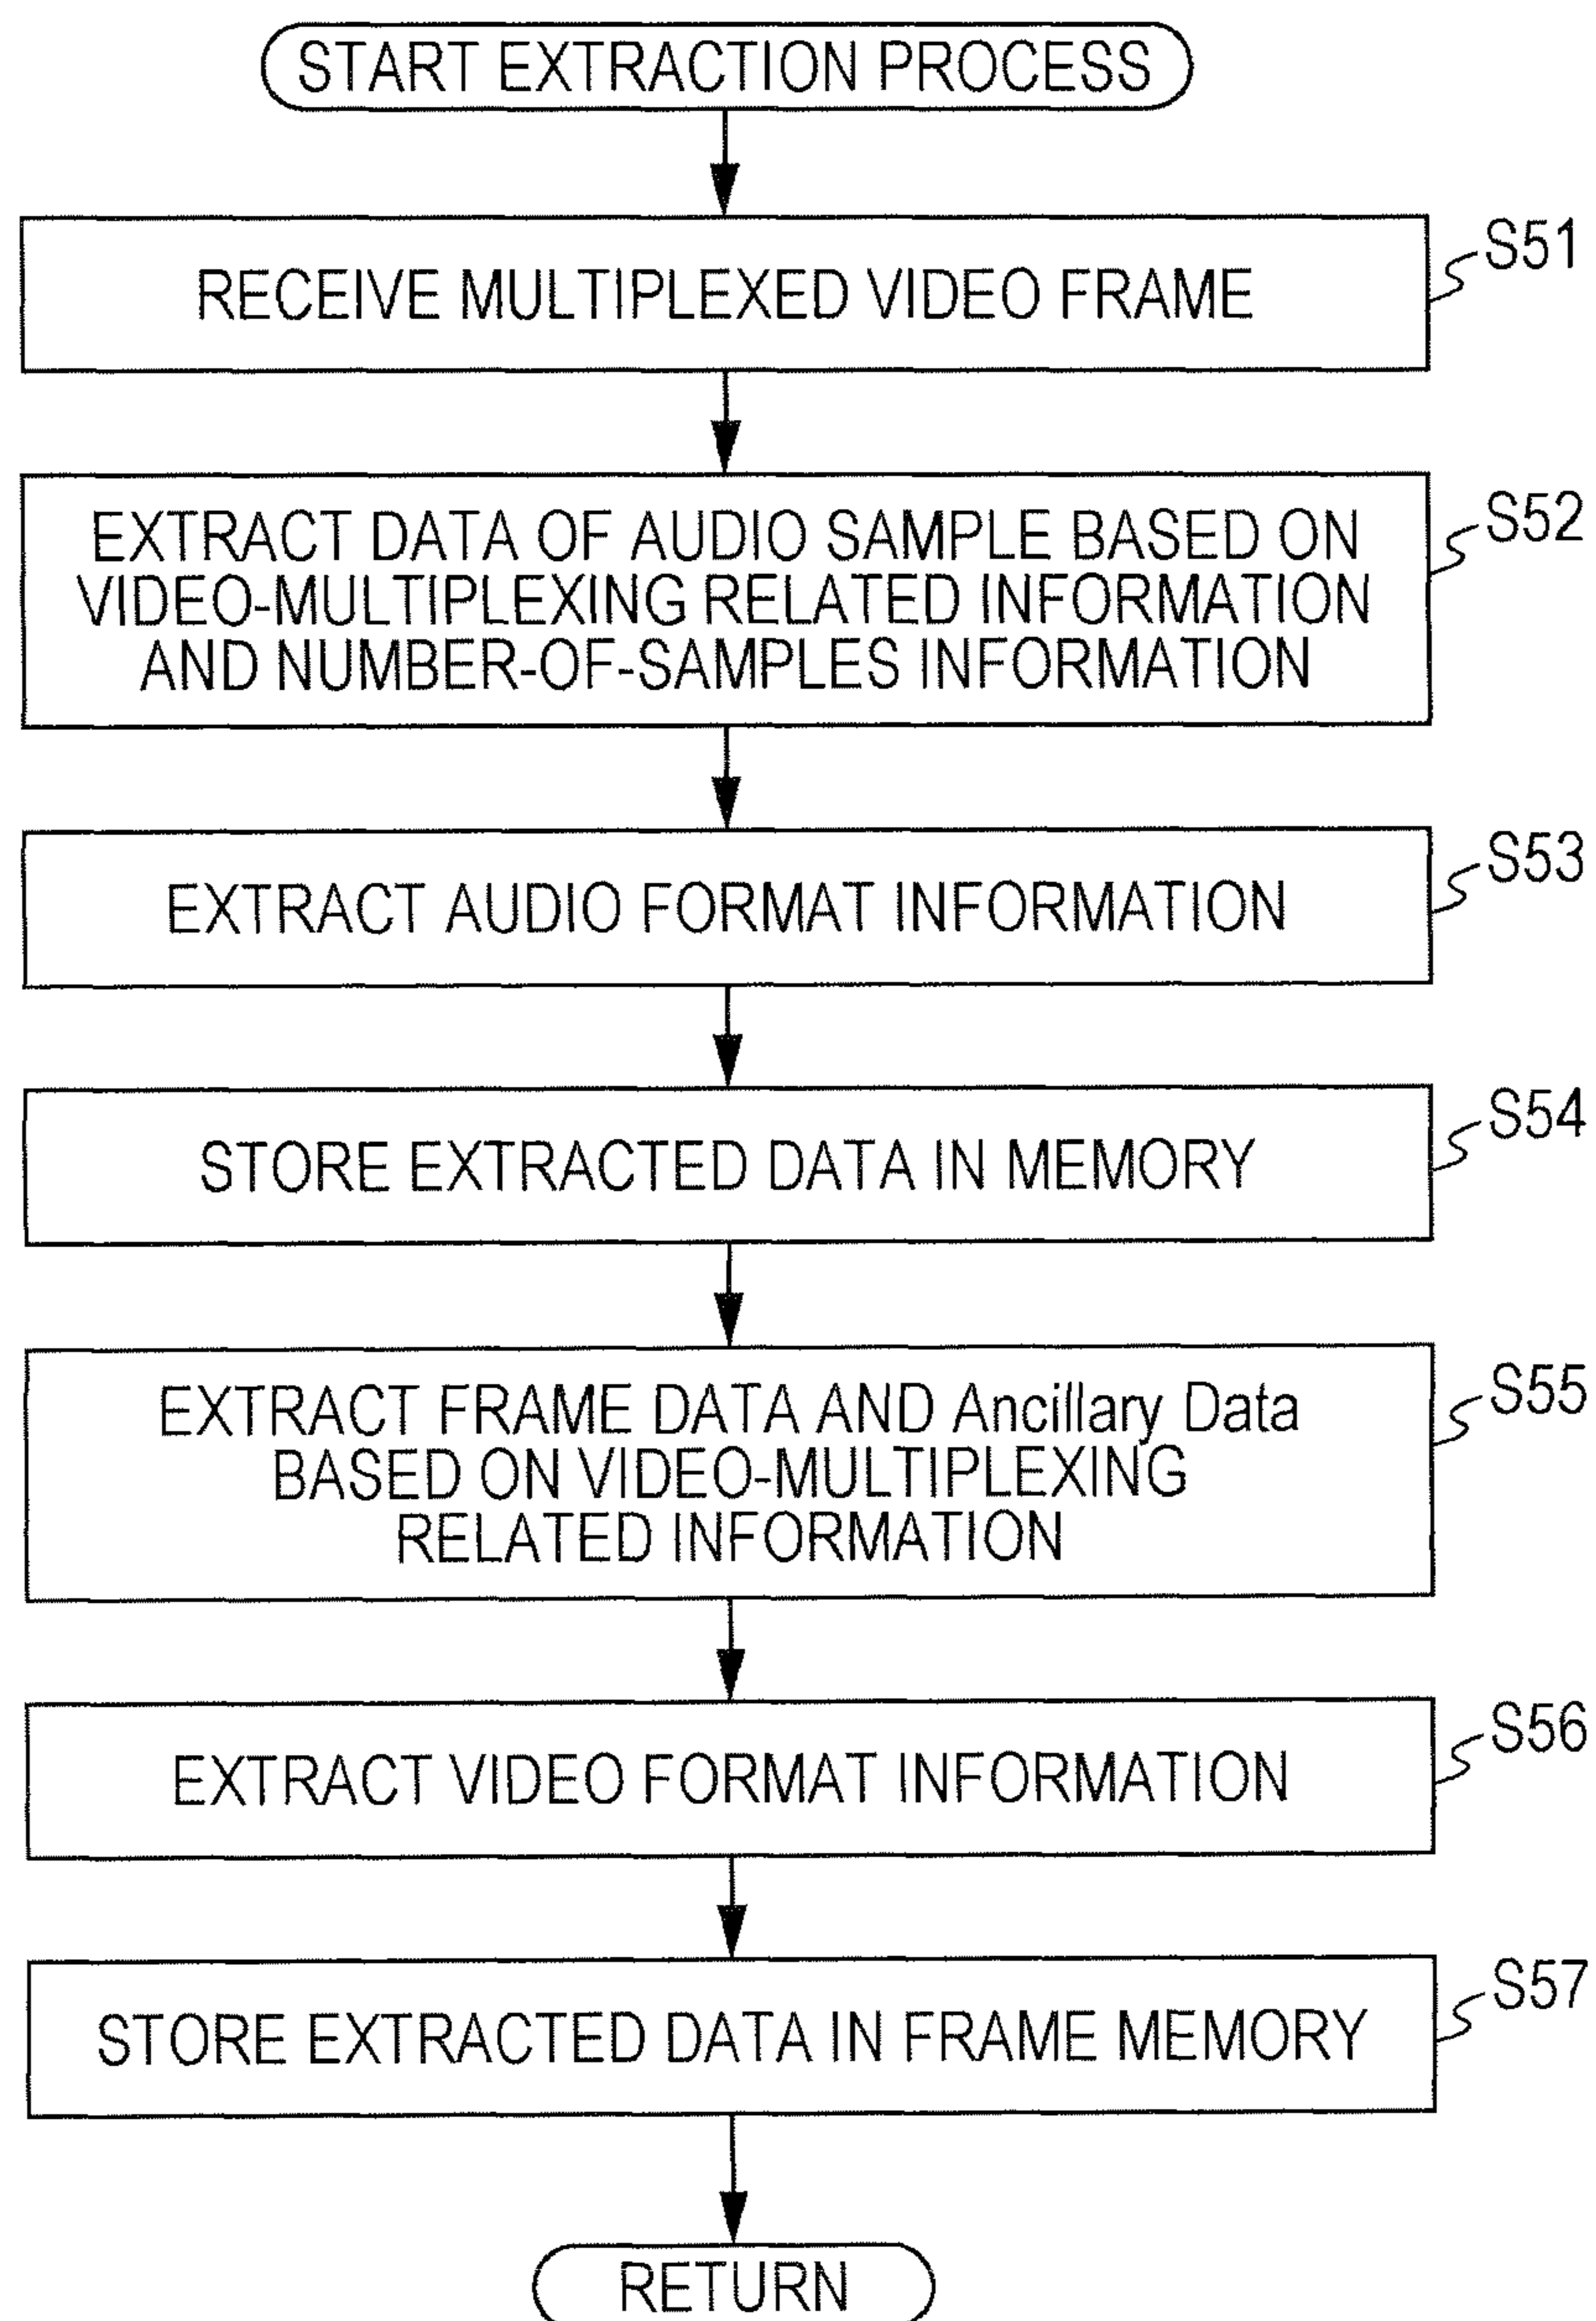 START EXTRACTION PROCESS
RECEIVE MULTIPLEXED VIDEO FRAME
S51
EXTRACT DATA OF AUDIO SAMPLE BASED ON
VIDEO-MULTIPLEXING RELATED INFORMATION
AND NUMBER-OF-SAMPLES INFORMATION
S52
EXTRACT AUDIO FORMAT INFORMATION
S53
STORE EXTRACTED DATA IN MEMORY
S54
EXTRACT FRAME DATA AND Ancillary Data
BASED ON VIDEO-MULTIPLEXING
RELATED INFORMATION
S55
EXTRACT VIDEO FORMAT INFORMATION
S56
STORE EXTRACTED DATA IN FRAME MEMORY
S57
RETURN